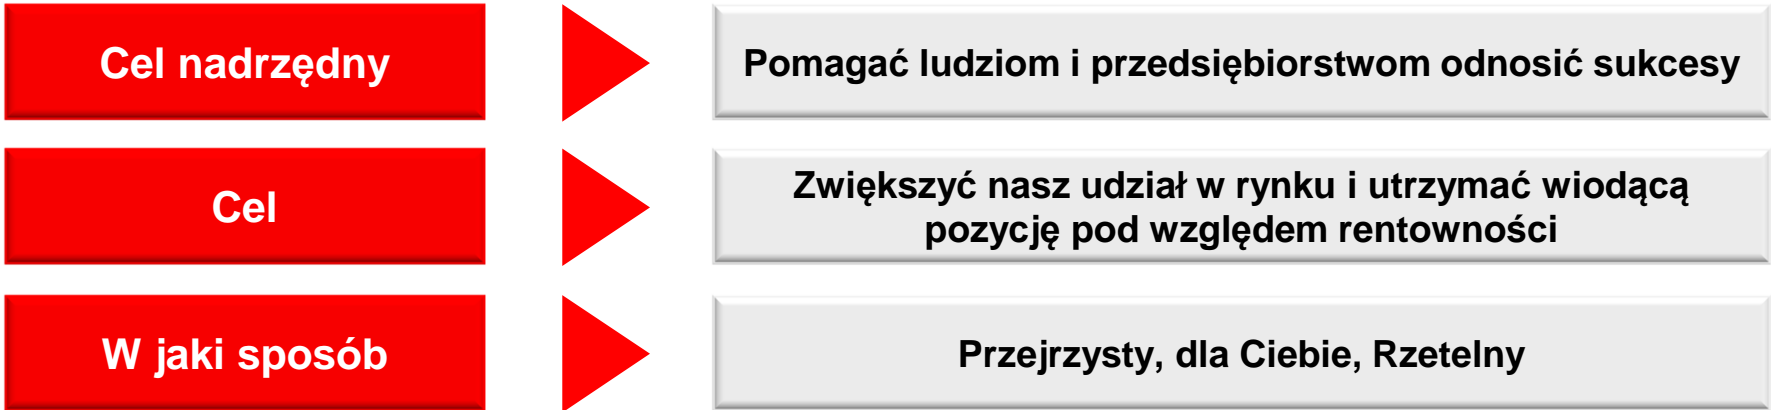 Cel nadrzędny
Pomagać ludziom i przedsiębiorstwom odnosić sukcesy
Cel
Zwiększyć nasz udział w rynku i utrzymać wiodącą
pozycję pod względem rentowności
W jaki sposób
Przejrzysty, dla Ciebie, Rzetelny